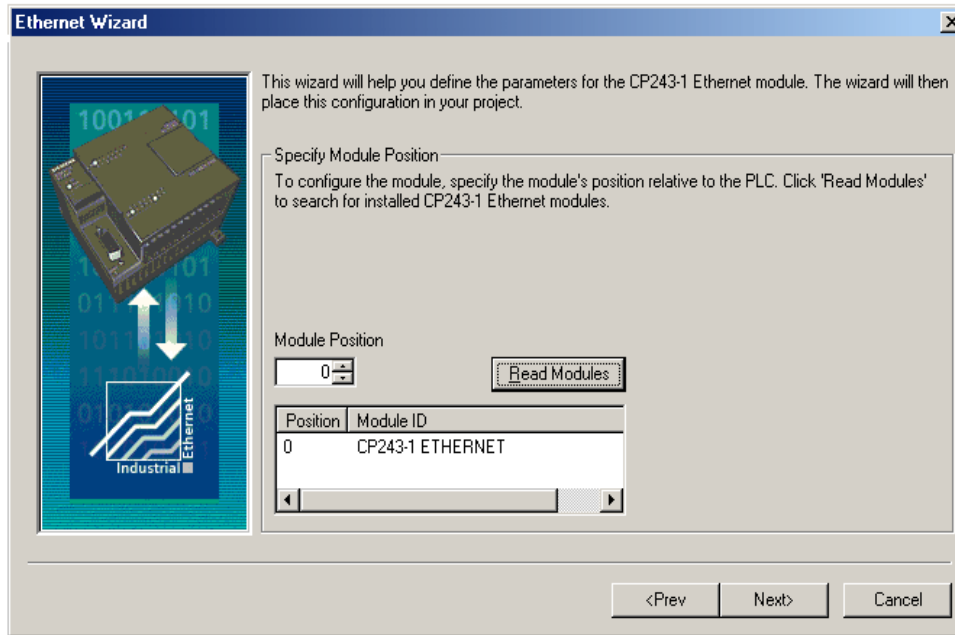 Ethernet Wizard
This wizard will help you define the parameters for the CP243-1 Ethernet module. The wizard will then
place this configuration in your project.
Specify Module Position
To configure the module, specify the module's position relative to the PLC. Click 'Read Modules'
to search for installed CP243-1 Ethernet modules.
Module Position
0
Read Modules
Position Module ID
0 CP243-1 ETHERNET
Industrial
Ethernet
<Prev Next> Cancel